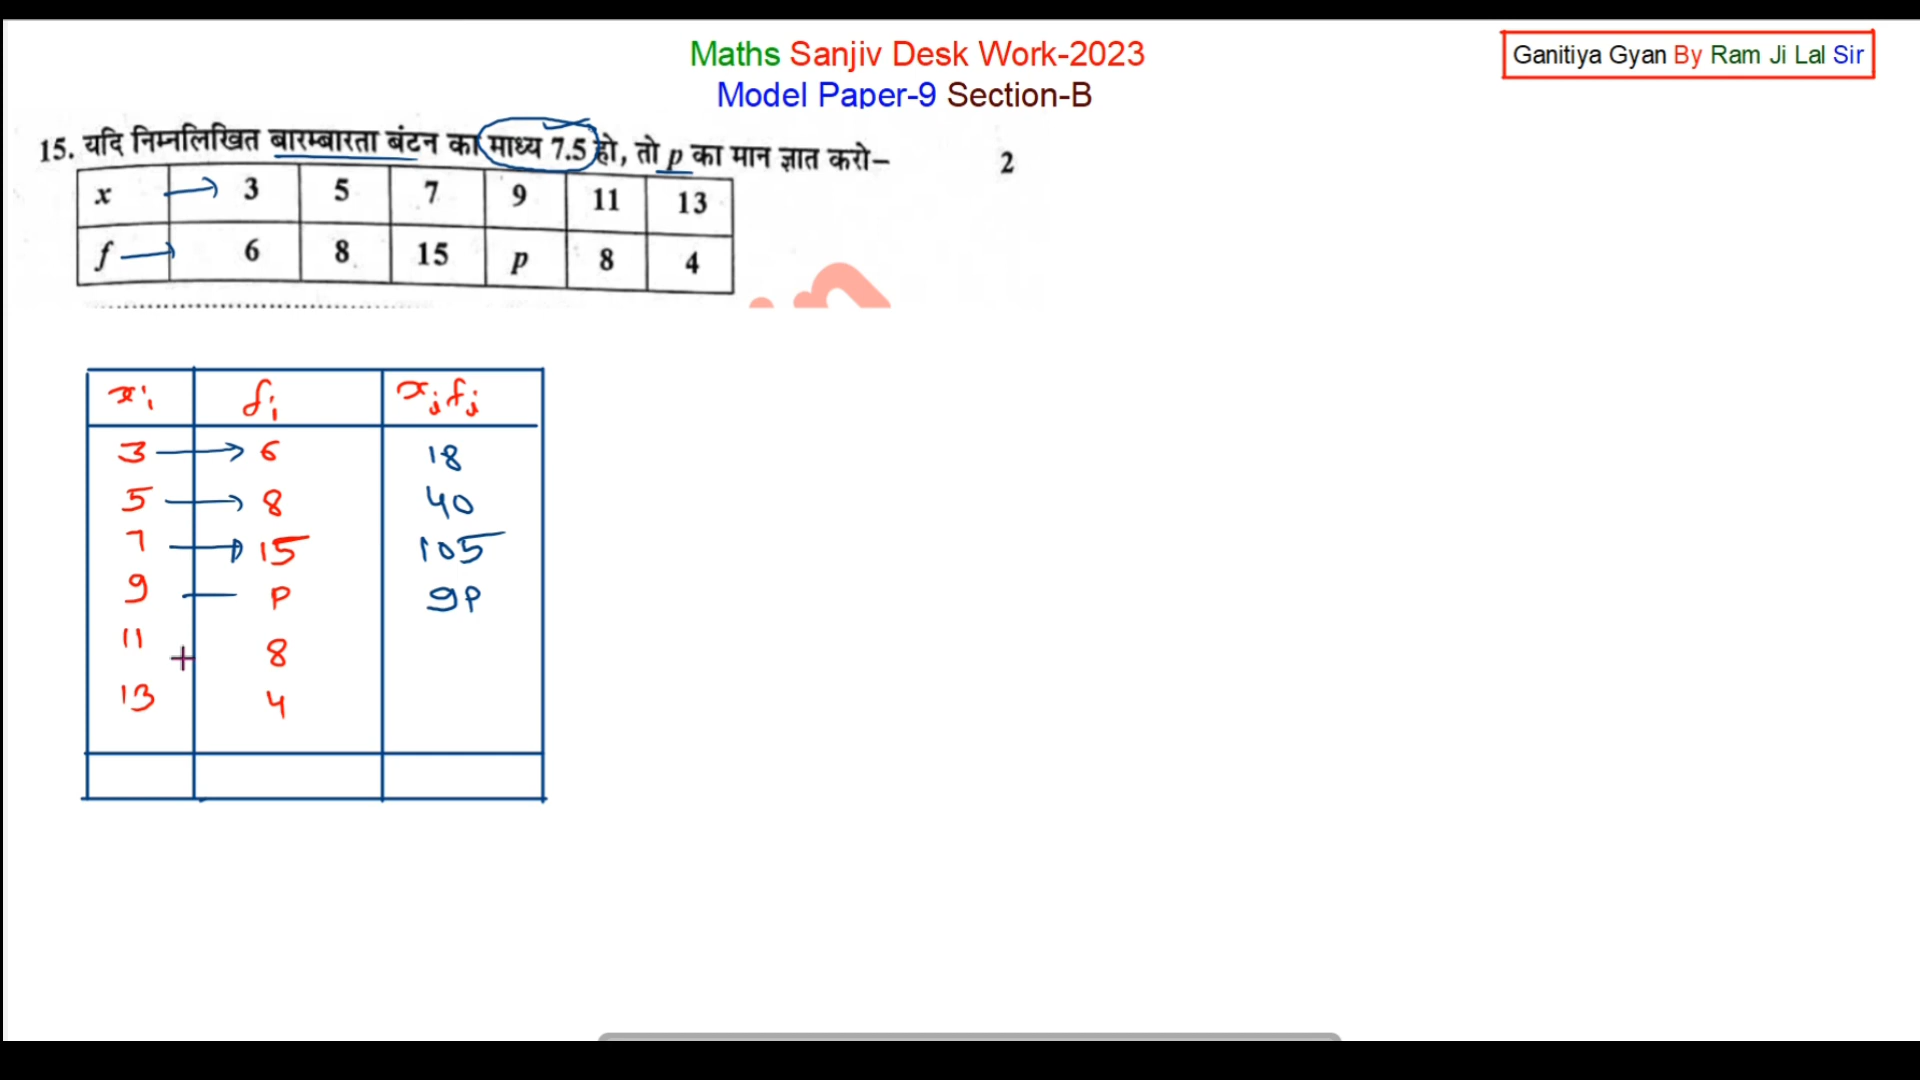 Maths Sanjiv Desk Work-2023
Ganitiya Gyan By Ram Ji Lal Sir
Model Paper-9 Section-B
15. यदि निम्नलिखित बारम्बारता बंटन का माध्य 7.5 हो, तो p का मान ज्ञात करो– 2
x → 3 5 7 9 11 13
f → 6 8 15 p 8 4
xᵢ fᵢ xᵢfᵢ
3 → 6 18
5 → 8 40
7 → 15 105
9 — P 9P
11 8
13 4